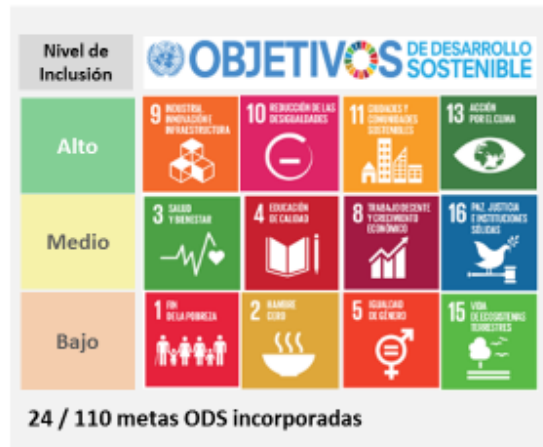 Nivel de
Inclusión
OBJETIVOS DE DESARROLLO
SOSTENIBLE
Alto
9 INDUSTRIA,
INNOVACIÓN E
INFRAESTRUCTURA
10 REDUCCIÓN DE LAS
DESIGUALDADES
11 CIUDADES Y
COMUNIDADES
SOSTENIBLES
13 ACCIÓN
POR EL CLIMA
Medio
3 SALUD
Y BIENESTAR
4 EDUCACIÓN
DE CALIDAD
8 TRABAJO DECENTE
Y CRECIMIENTO
ECONÓMICO
16 PAZ, JUSTICIA
E INSTITUCIONES
SÓLIDAS
Bajo
1 FIN
DE LA POBREZA
2 HAMBRE
CERO
5 IGUALDAD
DE GÉNERO
15 VIDA
DE ECOSISTEMAS
TERRESTRES
24 / 110 metas ODS incorporadas